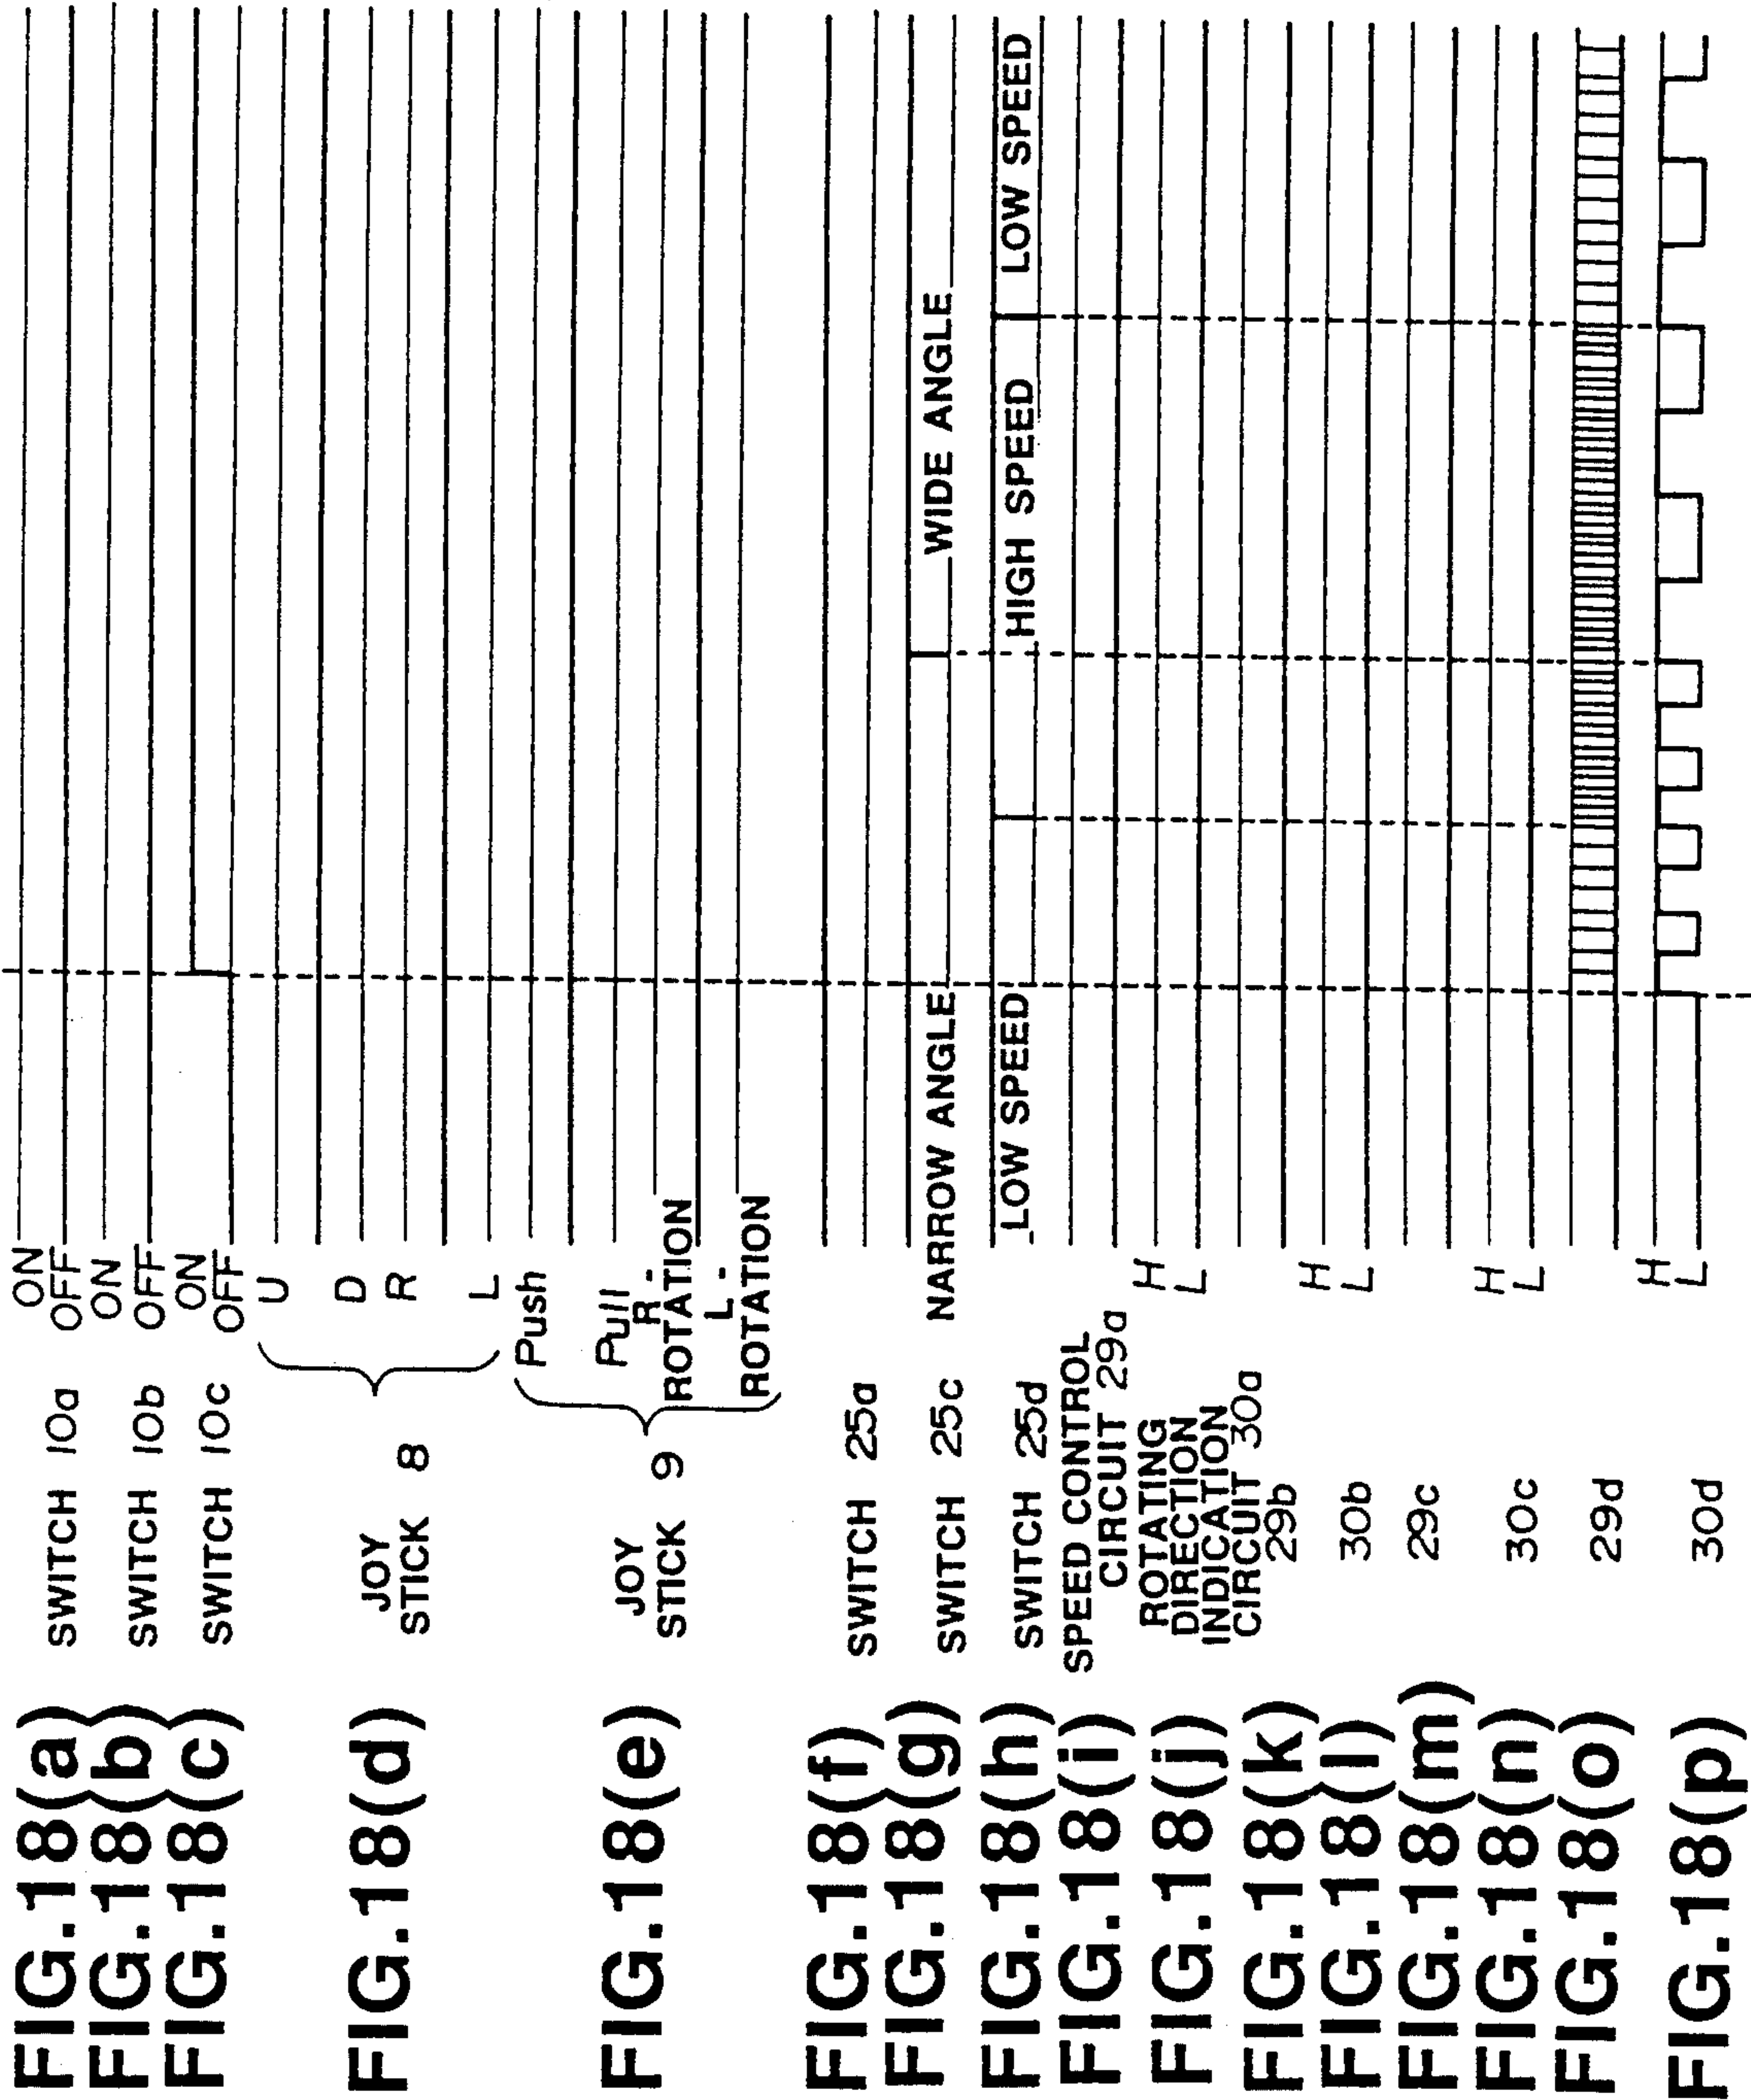 FIG.18(a)
SWITCH 10a
ON
OFF
FIG.18(b)
SWITCH 10b
ON
OFF
FIG.18(c)
SWITCH 10c
ON
OFF
FIG.18(d)
JOY
STICK 8
U
D
R
L
FIG.18(e)
JOY
STICK 9
Push
Pull
R-
ROTATION
L-
ROTATION
FIG.18(f)
SWITCH 25a
FIG.18(g)
SWITCH 25c
NARROW ANGLE
WIDE ANGLE
FIG.18(h)
SWITCH 25d
LOW SPEED
HIGH SPEED
LOW SPEED
FIG.18(i)
SPEED CONTROL
CIRCUIT 29a
FIG.18(j)
ROTATING
DIRECTION
INDICATION
CIRCUIT 30a
H
L
FIG.18(k)
29b
FIG.18(l)
30b
H
L
FIG.18(m)
29c
FIG.18(n)
30c
H
L
FIG.18(o)
29d
FIG.18(p)
30d
H
L